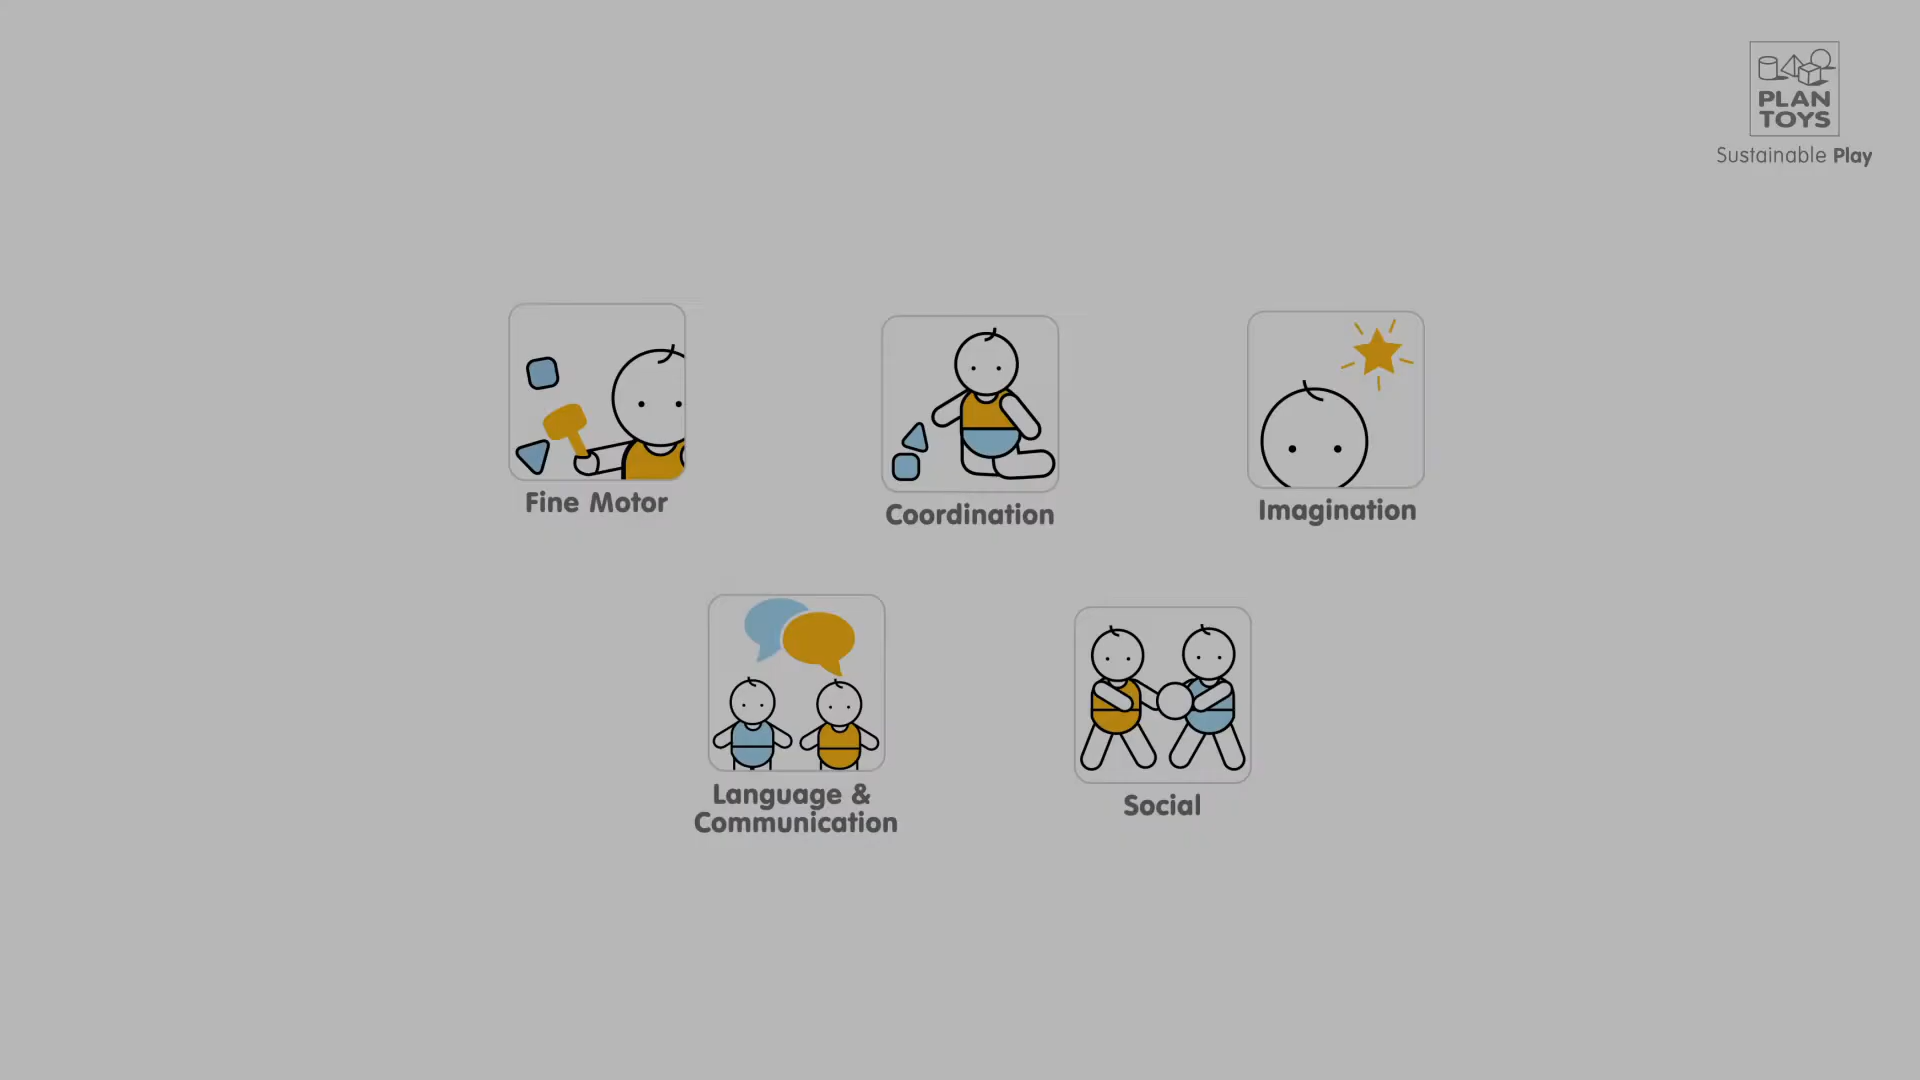 PLAN
TOYS
Sustainable Play
Fine Motor
Coordination
Imagination
Language &
Communication
Social